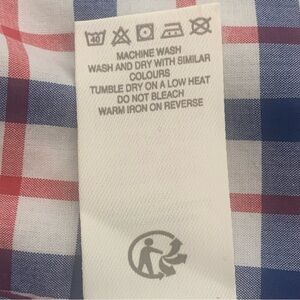 40
MACHINE WASH
WASH AND DRY WITH SIMILAR
COLOURS
TUMBLE DRY ON A LOW HEAT
DO NOT BLEACH
WARM IRON ON REVERSE